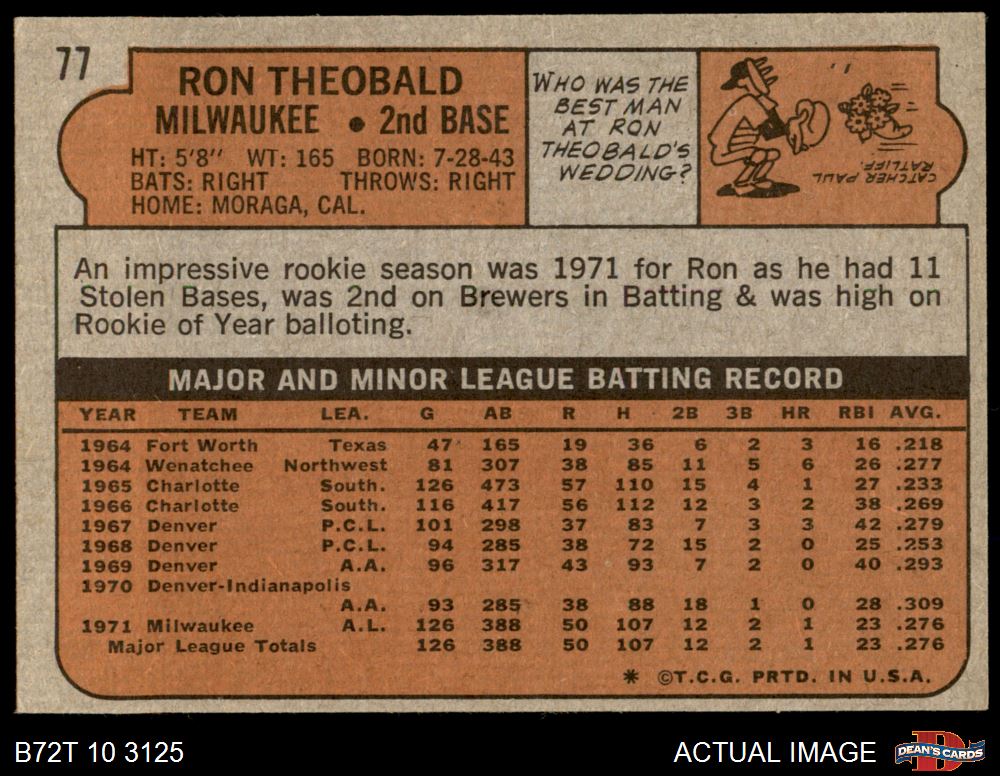 77
RON THEOBALD
MILWAUKEE • 2nd BASE
HT: 5'8" WT: 165 BORN: 7-28-43
BATS: RIGHT THROWS: RIGHT
HOME: MORAGA, CAL.
WHO WAS THE
BEST MAN
AT RON
THEOBALD'S
WEDDING?
CATCHER PAUL
RATLIFF.
An impressive rookie season was 1971 for Ron as he had 11
Stolen Bases, was 2nd on Brewers in Batting & was high on
Rookie of Year balloting.
MAJOR AND MINOR LEAGUE BATTING RECORD
YEAR TEAM LEA. G AB R H 2B 3B HR RBI AVG.
1964 Fort Worth Texas 47 165 19 36 6 2 3 16 .218
1964 Wenatchee Northwest 81 307 38 85 11 5 6 26 .277
1965 Charlotte South. 126 473 57 110 15 4 1 27 .233
1966 Charlotte South. 116 417 56 112 12 3 2 38 .269
1967 Denver P.C.L. 101 298 37 83 7 3 3 42 .279
1968 Denver P.C.L. 94 285 38 72 15 2 0 25 .253
1969 Denver A.A. 96 317 43 93 7 2 0 40 .293
1970 Denver-Indianapolis
A.A. 93 285 38 88 18 1 0 28 .309
1971 Milwaukee A.L. 126 388 50 107 12 2 1 23 .276
Major League Totals 126 388 50 107 12 2 1 23 .276
* ©T.C.G. PRTD. IN U.S.A.
B72T 10 3125
ACTUAL IMAGE
DEAN'S CARDS